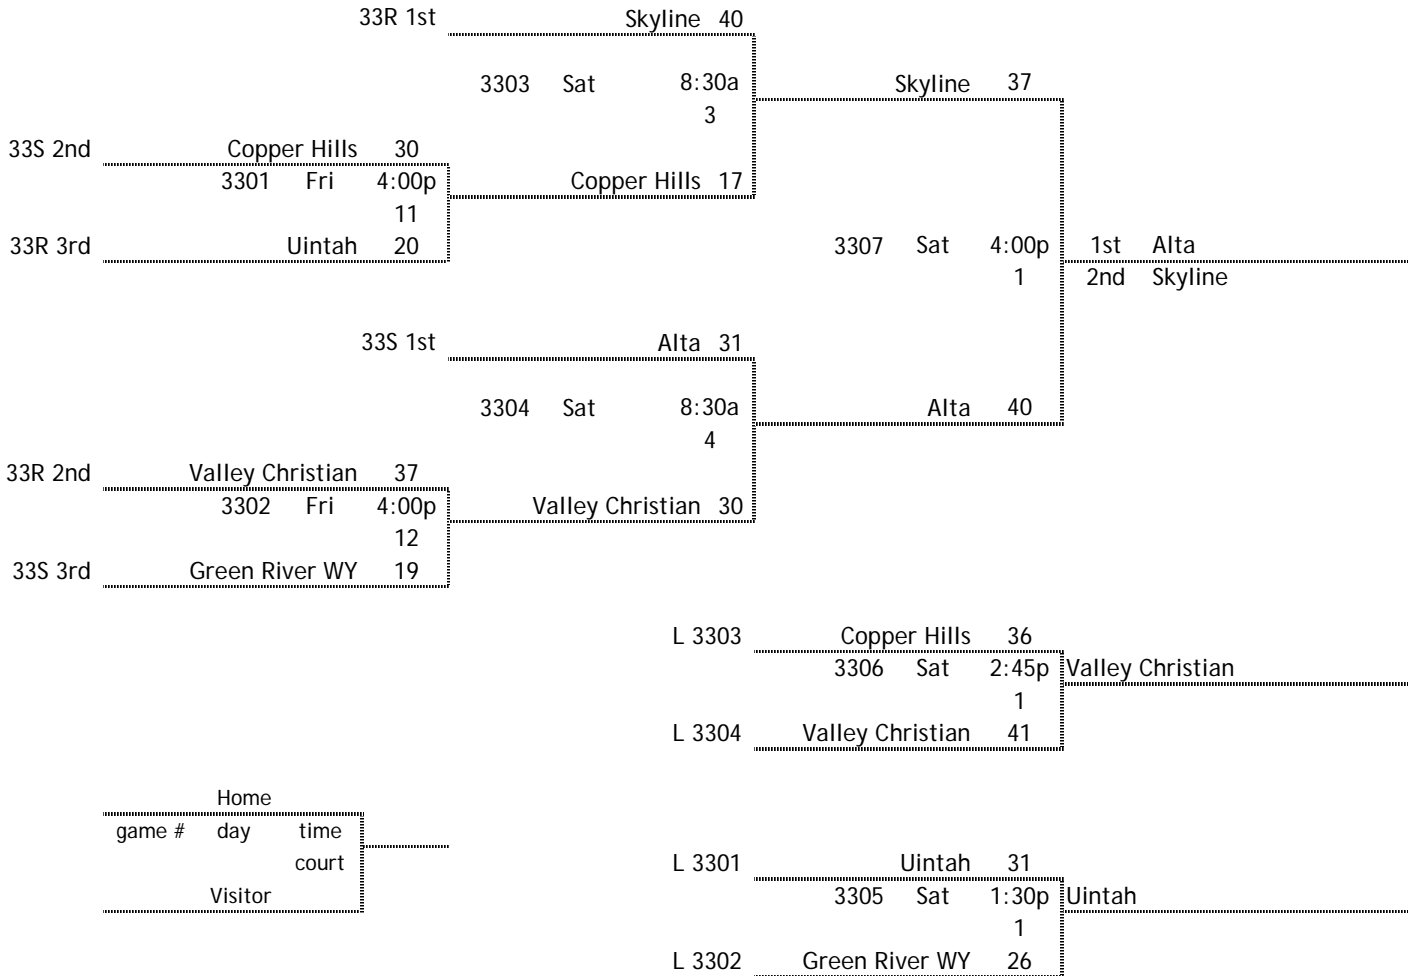 33R 1st Skyline 40
3303 Sat 8:30a Skyline 37
3
33S 2nd Copper Hills 30
3301 Fri 4:00p Copper Hills 17
11
33R 3rd Uintah 20 3307 Sat 4:00p 1st Alta
1 2nd Skyline
33S 1st Alta 31
3304 Sat 8:30a Alta 40
4
33R 2nd Valley Christian 37
3302 Fri 4:00p Valley Christian 30
12
33S 3rd Green River WY 19
L 3303 Copper Hills 36
3306 Sat 2:45p Valley Christian
1
L 3304 Valley Christian 41
Home
game # day time
court L 3301 Uintah 31
Visitor 3305 Sat 1:30p Uintah
1
L 3302 Green River WY 26